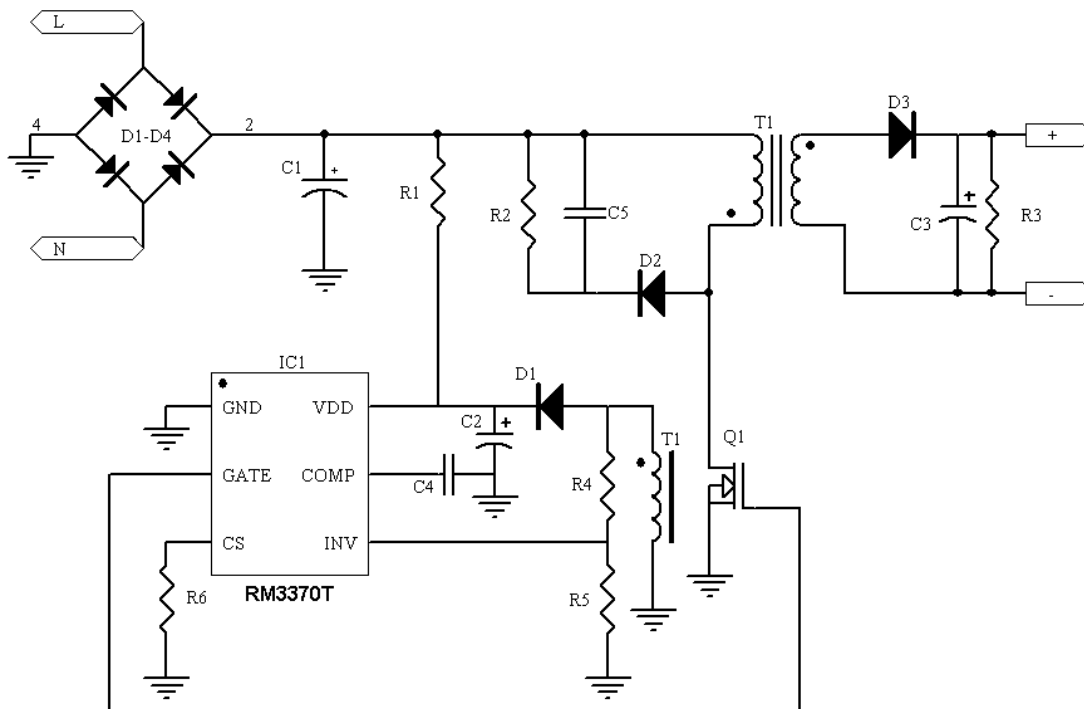 L
D3
T1
4
D1-D4
2
+
C1
+
R1
R2
C5
C3
+
R3
N
D2
-
IC1
D1
GND
VDD
C2
+
T1
Q1
GATE
COMP
C4
R4
CS
INV
R6
RM3370T
R5